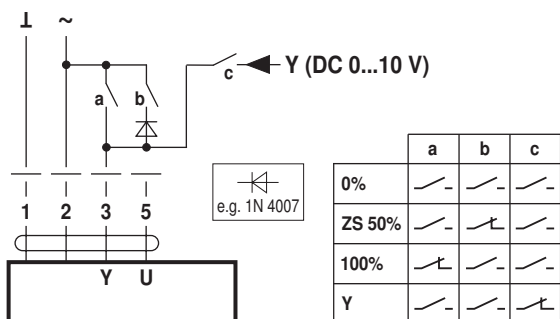 ⊥ ~
a b c Y (DC 0...10 V)
1 2 3 5
Y U
e.g. 1N 4007
a b c
0%
ZS 50%
100%
Y